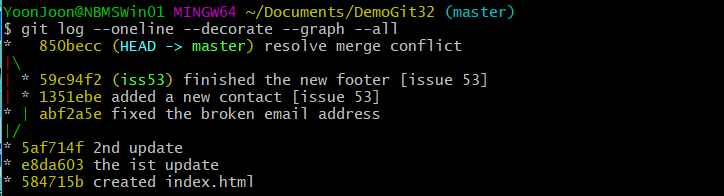 YoonJoon@NBMSWin01 MINGW64 ~/Documents/DemoGit32 (master)
$ git log --oneline --decorate --graph --all
*   850becc (HEAD -> master) resolve merge conflict
|\
| * 59c94f2 (iss53) finished the new footer [issue 53]
| * 1351ebe added a new contact [issue 53]
* | abf2a5e fixed the broken email address
|/
* 5af714f 2nd update
* e8da603 the ist update
* 584715b created index.html